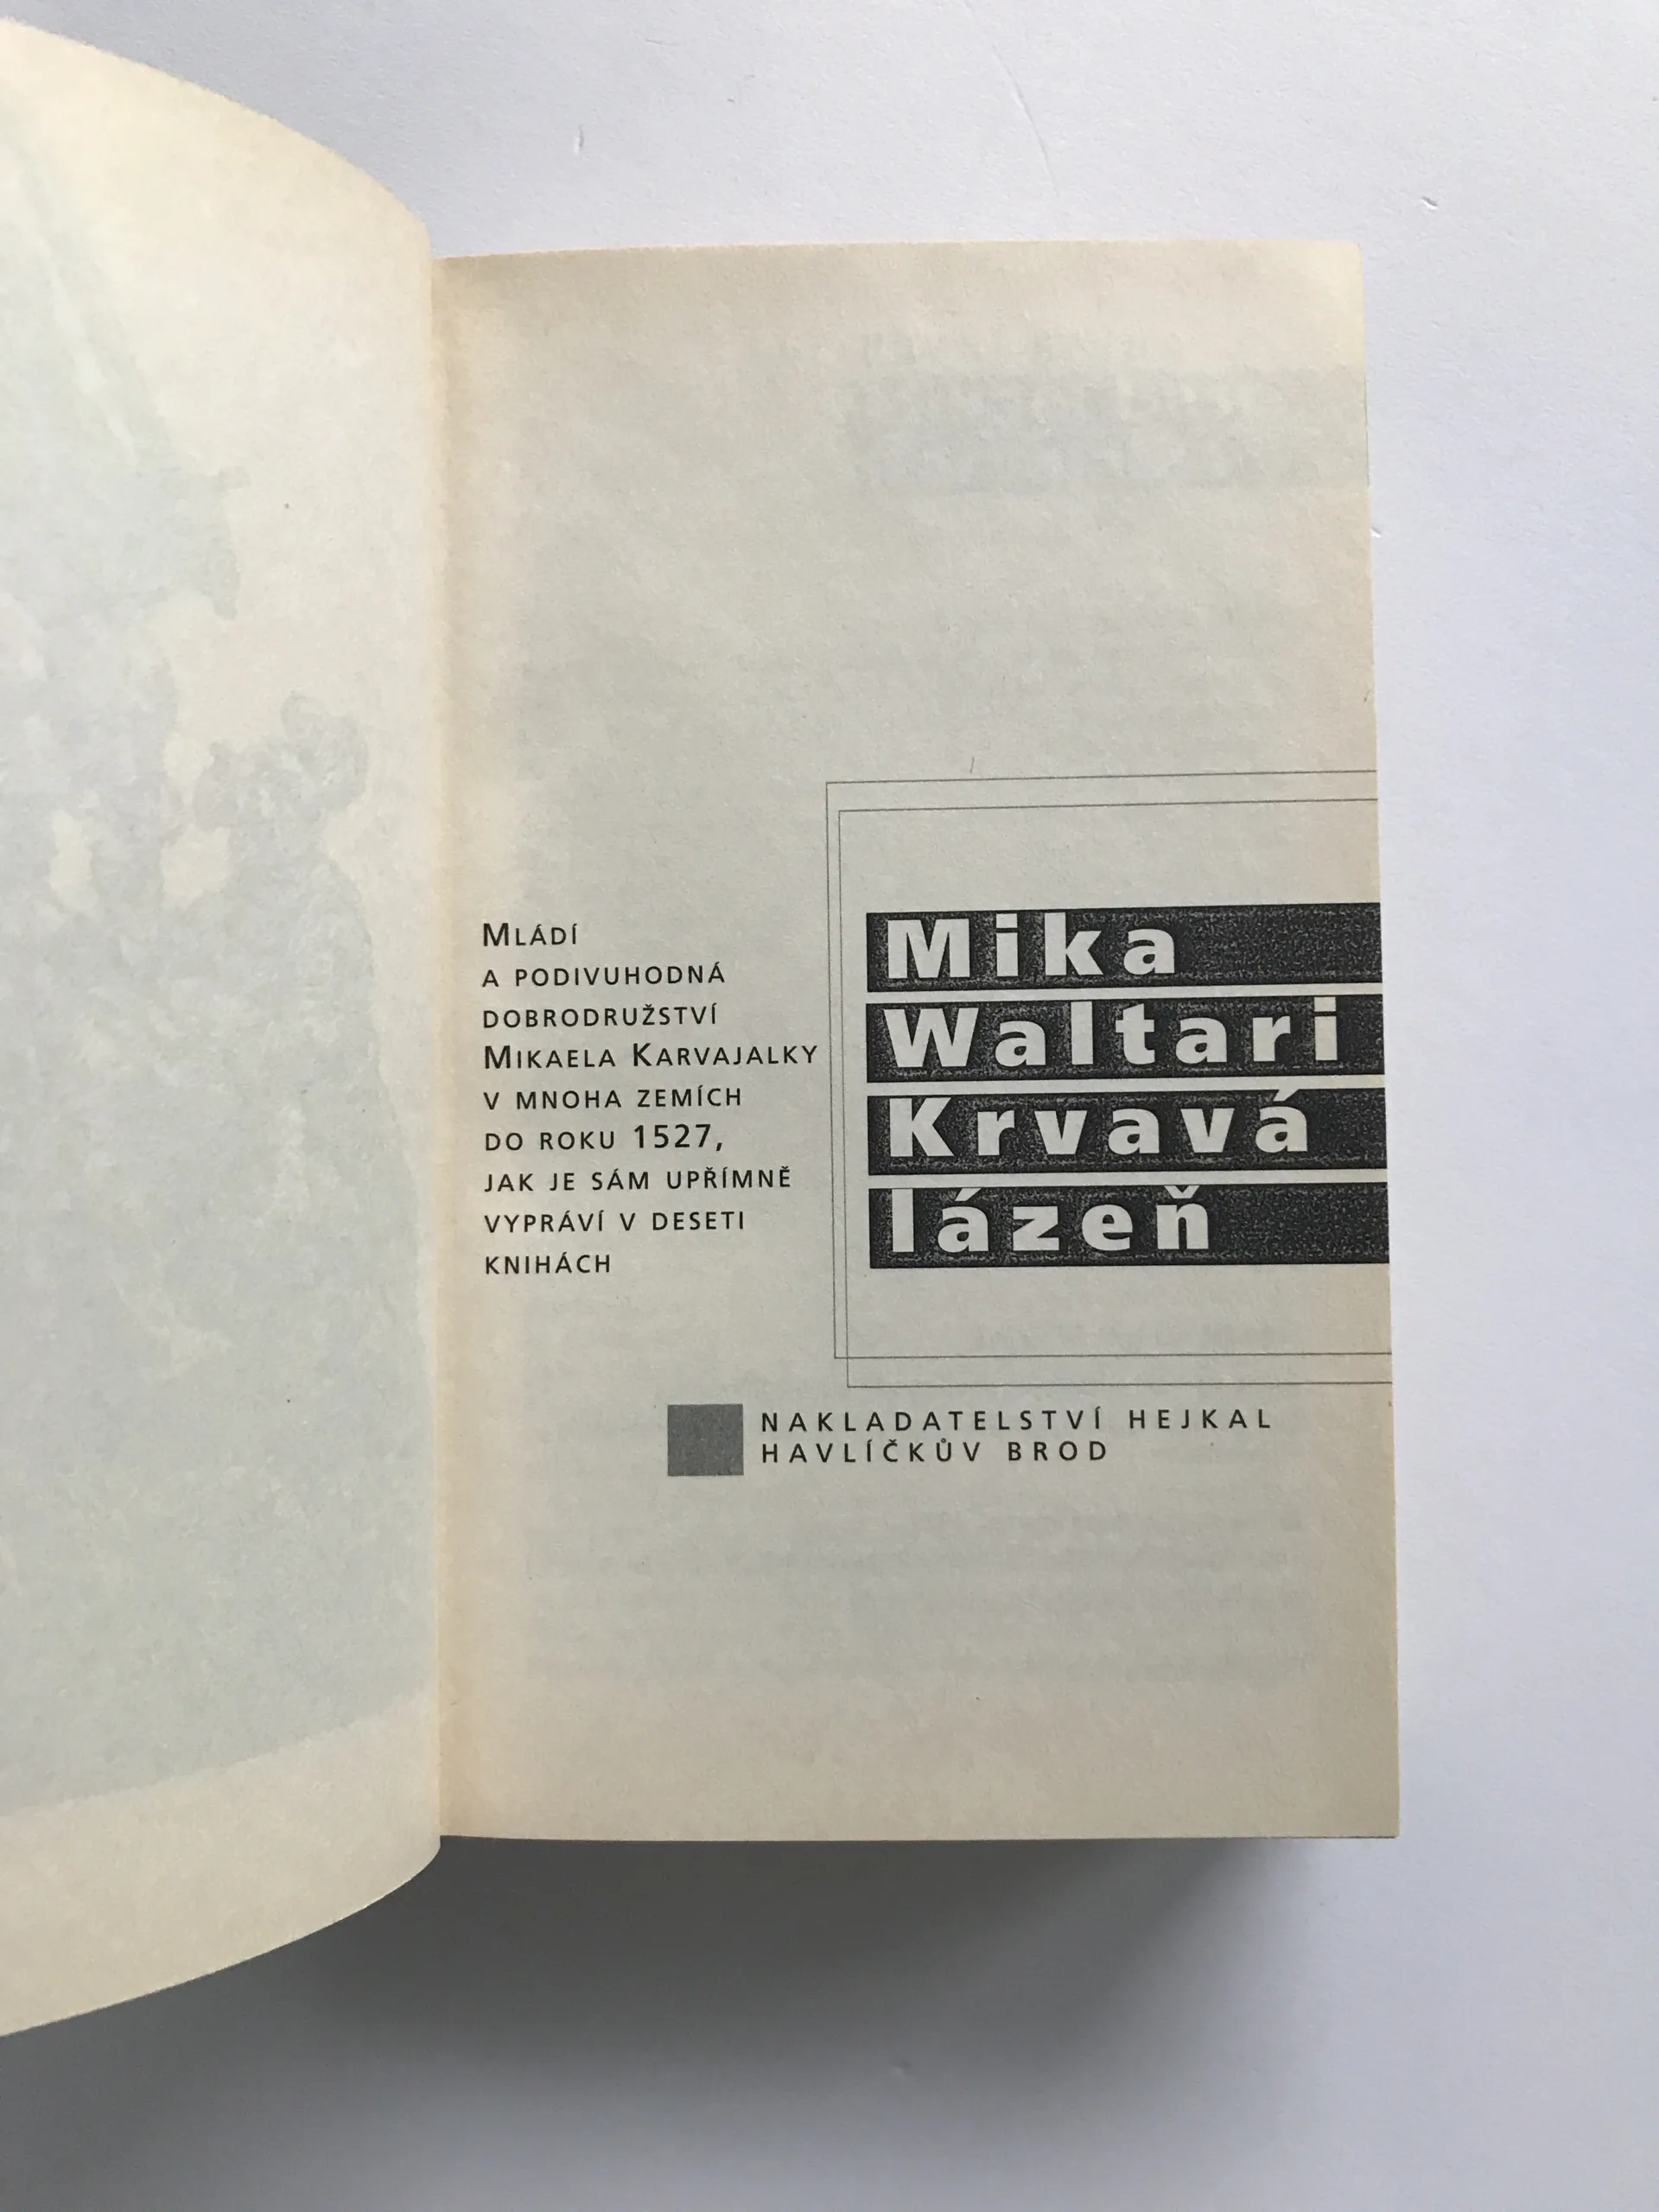 Mládí
a podivuhodná
dobrodružství
Mikaela Karvajalky
v mnoha zemích
do roku 1527,
jak je sám upřímně
vypráví v deseti
knihách
Mika
Waltari
Krvavá
lázeň
NAKLADATELSTVÍ HEJKAL
HAVLÍČKŮV BROD